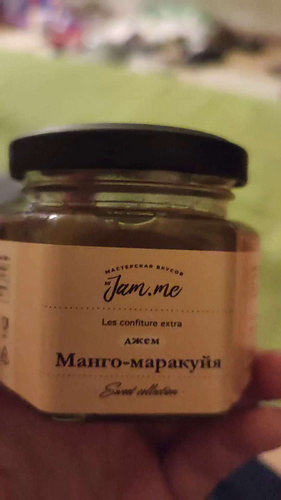 МАСТЕРСКАЯ ВКУСОВ
Jam.me
Les confiture extra
джем
Манго-маракуйя
Sweet collection